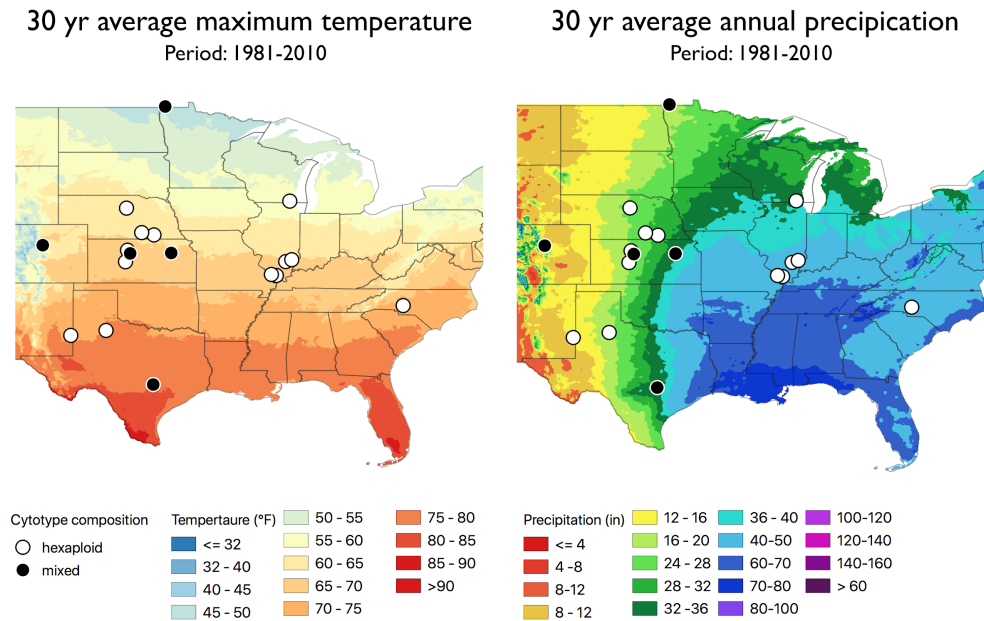 30 yr average maximum temperature
Period: 1981-2010
30 yr average annual precipication
Period: 1981-2010
Cytotype composition
hexaploid
mixed
Tempertaure (°F)
<= 32
32 - 40
40 - 45
45 - 50
50 - 55
55 - 60
60 - 65
65 - 70
70 - 75
75 - 80
80 - 85
85 - 90
>90
Precipitation (in)
<= 4
4 -8
8-12
8 - 12
12 - 16
16 - 20
24 - 28
28 - 32
32 -36
36 - 40
40-50
60-70
70-80
80-100
100-120
120-140
140-160
> 60